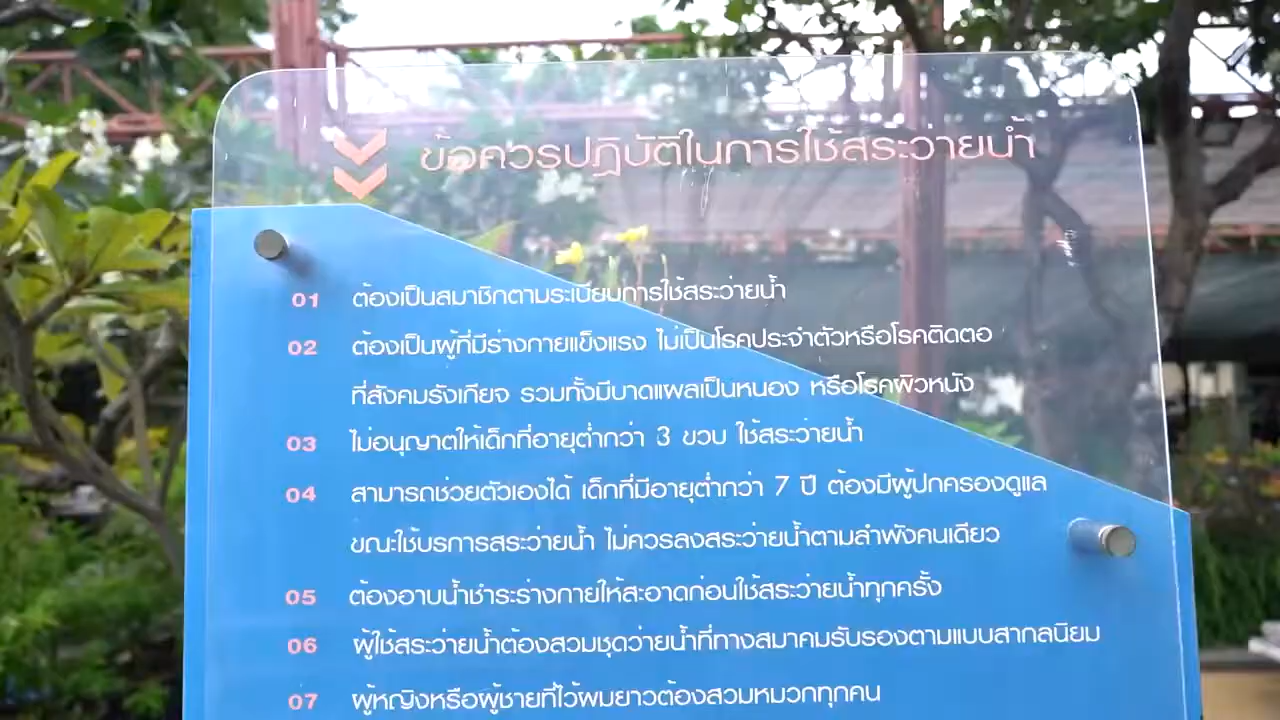 ข้อควรปฏิบัติในการใช้สระว่ายน้ำ
01 ต้องเป็นสมาชิกตามระเบียบการใช้สระว่ายน้ำ
02 ต้องเป็นผู้ที่มีร่างกายแข็งแรง ไม่เป็นโรคประจำตัวหรือโรคติดตอ
ที่สังคมรังเกียจ รวมทั้งมีบาดแผลเป็นหนอง หรือโรคผิวหนัง
03 ไม่อนุญาตให้เด็กที่อายุต่ำกว่า 3 ขวบ ใช้สระว่ายน้ำ
04 สามารถช่วยตัวเองได้ เด็กที่มีอายุต่ำกว่า 7 ปี ต้องมีผู้ปกครองดูแล
ขณะใช้บรการสระว่ายน้ำ ไม่ควรลงสระว่ายน้ำตามลำพังคนเดียว
05 ต้องอาบน้ำชำระร่างกายให้สะอาดก่อนใช้สระว่ายน้ำทุกครั้ง
06 ผู้ใช้สระว่ายน้ำต้องสวมชุดว่ายน้ำที่ทางสมาคมรับรองตามแบบสากลนิยม
07 ผู้หญิงหรือผู้ชายที่ไว้ผมยาวต้องสวมหมวกทุกคน